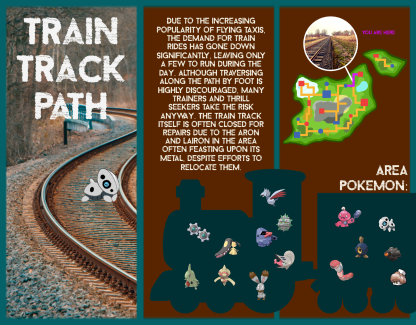 TRAIN
TRACK
PATH
DUE TO THE INCREASING
POPULARITY OF FLYING TAXIS,
THE DEMAND FOR TRAIN
RIDES HAS GONE DOWN
SIGNIFICANTLY, LEAVING ONLY
A FEW TO RUN DURING THE
DAY. ALTHOUGH TRAVERSING
ALONG THE PATH BY FOOT IS
HIGHLY DISCOURAGED, MANY
TRAINERS AND THRILL
SEEKERS TAKE THE RISK
ANYWAY. THE TRAIN TRACK
ITSELF IS OFTEN CLOSED FOR
REPAIRS DUE TO THE ARON
AND LAIRON IN THE AREA
OFTEN FEASTING UPON ITS
METAL, DESPITE EFFORTS TO
RELOCATE THEM.
YOU ARE HERE
AREA
POKEMON: